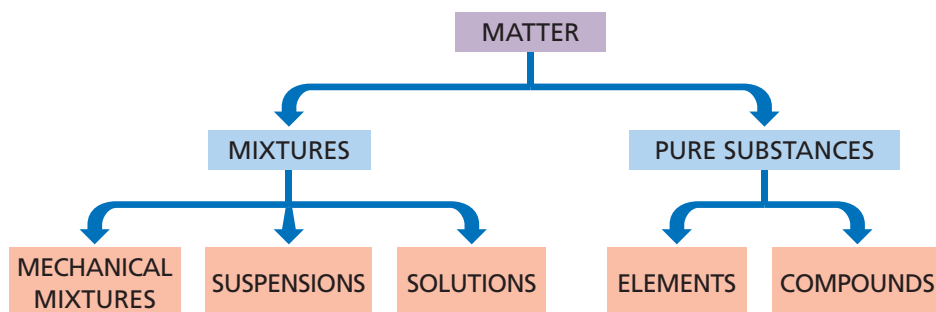 MATTER
MIXTURES
PURE SUBSTANCES
MECHANICAL
MIXTURES
SUSPENSIONS
SOLUTIONS
ELEMENTS
COMPOUNDS